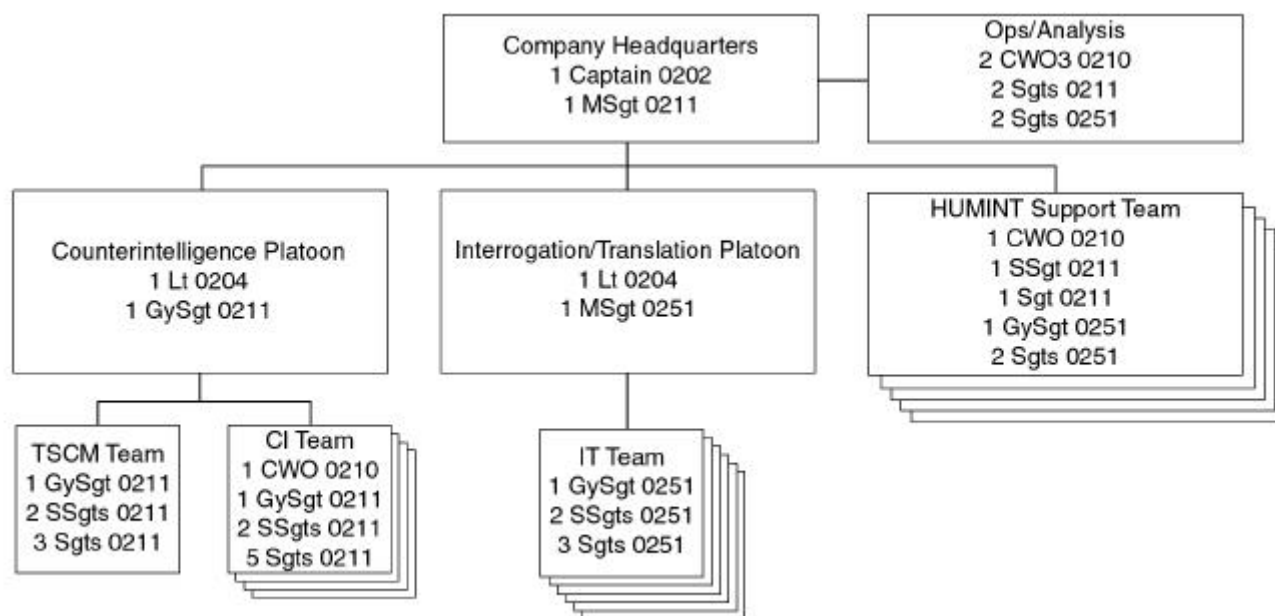 Company Headquarters
1 Captain 0202
1 MSgt 0211
Ops/Analysis
2 CWO3 0210
2 Sgts 0211
2 Sgts 0251
Counterintelligence Platoon
1 Lt 0204
1 GySgt 0211
Interrogation/Translation Platoon
1 Lt 0204
1 MSgt 0251
HUMINT Support Team
1 CWO 0210
1 SSgt 0211
1 Sgt 0211
1 GySgt 0251
2 Sgts 0251
TSCM Team
1 GySgt 0211
2 SSgts 0211
3 Sgts 0211
CI Team
1 CWO 0210
1 GySgt 0211
2 SSgts 0211
5 Sgts 0211
IT Team
1 GySgt 0251
2 SSgts 0251
3 Sgts 0251